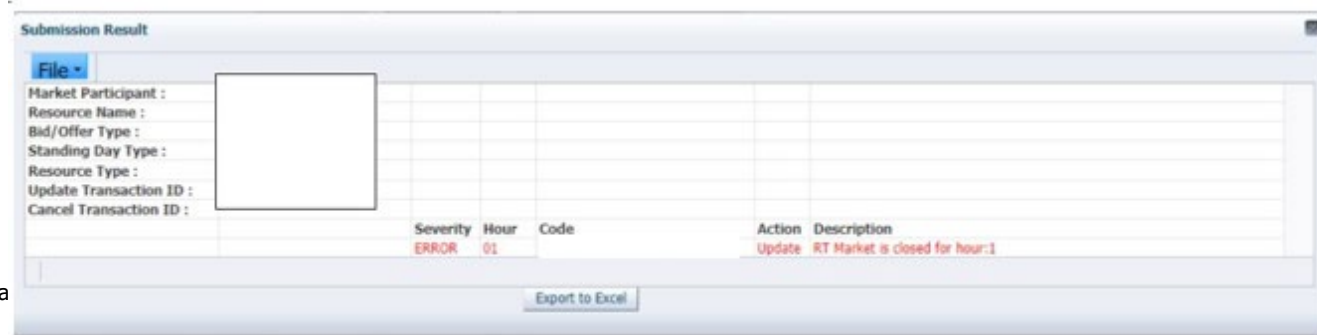 Submission Result
File
Market Participant :
Resource Name :
Bid/Offer Type :
Standing Day Type :
Resource Type :
Update Transaction ID :
Cancel Transaction ID :
Severity Hour Code Action Description
ERROR 01 Update RT Market is closed for hour:1
a
Export to Excel